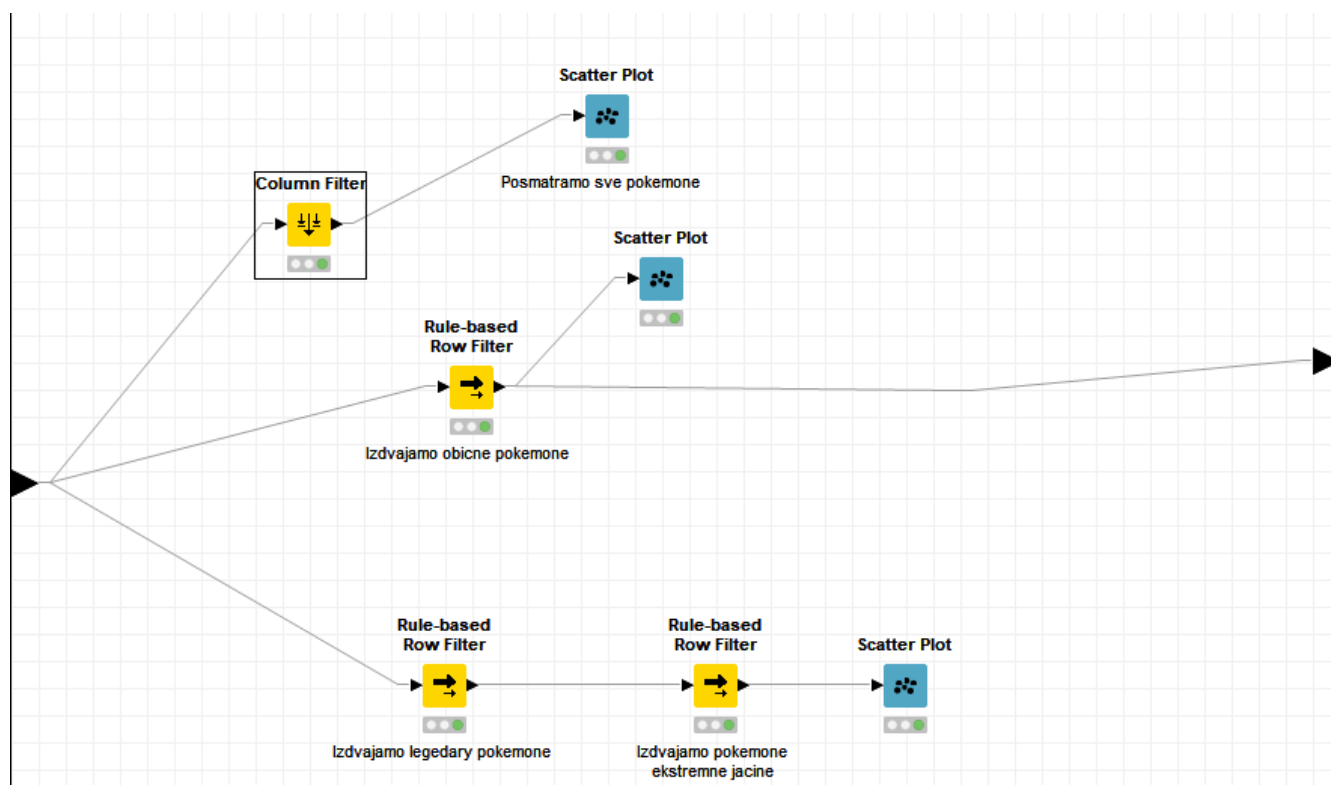 Scatter Plot
Posmatramo sve pokemone
Column Filter
Scatter Plot
Rule-based
Row Filter
Izdvajamo obicne pokemone
Rule-based
Row Filter
Izdvajamo legedary pokemone
Rule-based
Row Filter
Izdvajamo pokemone
ekstremne jacine
Scatter Plot